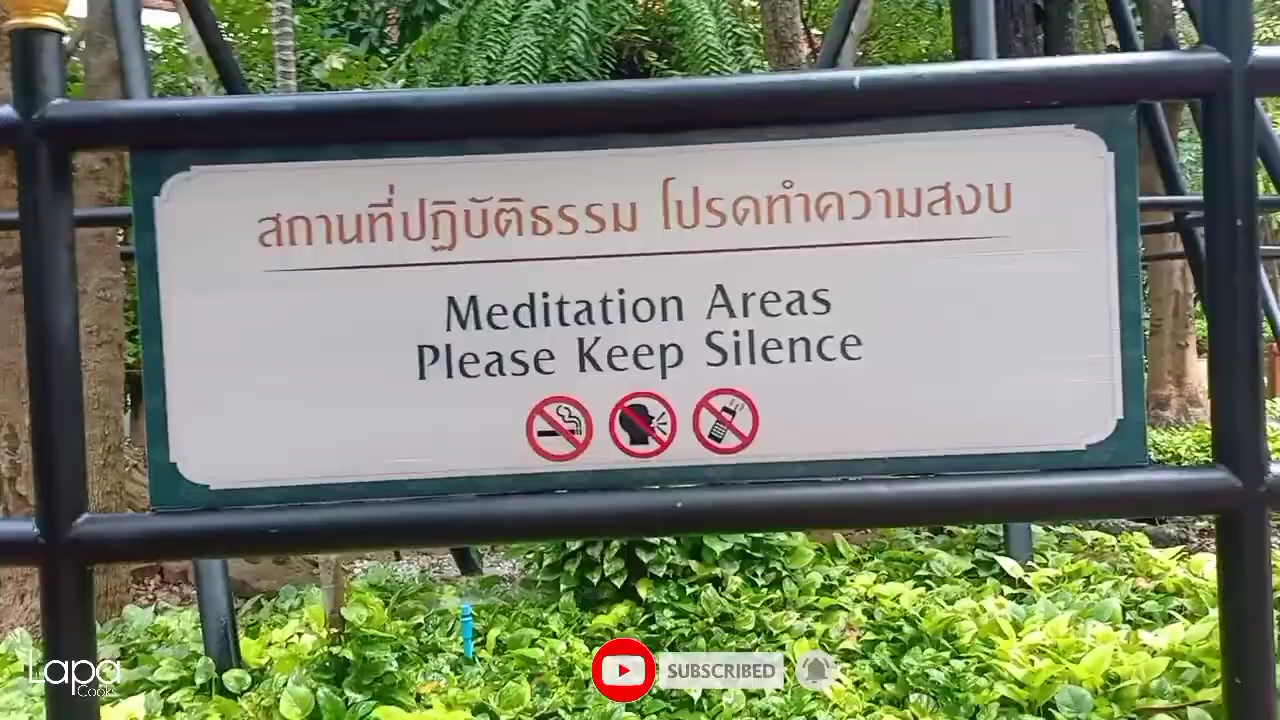 สถานที่ปฏิบัติธรรม โปรดทำความสงบ
Meditation Areas
Please Keep Silence
SUBSCRIBED
Lapa
Cooks